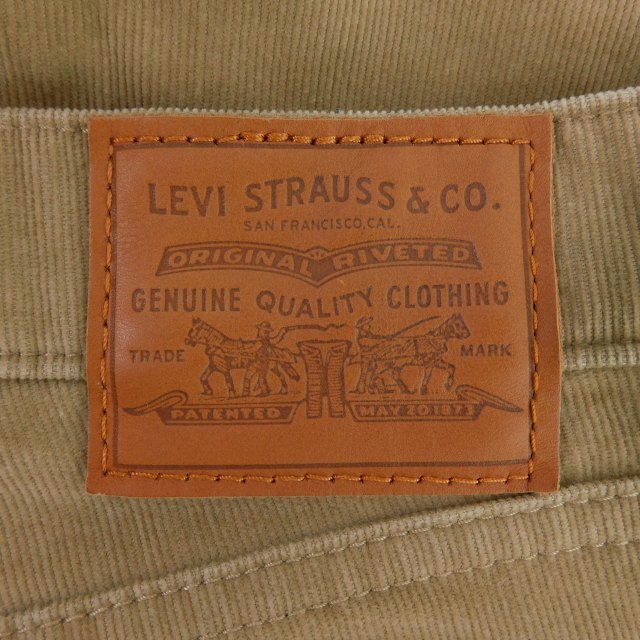 LEVI STRAUSS & CO.
SAN FRANCISCO, CAL.
ORIGINAL RIVETED
GENUINE QUALITY CLOTHING
TRADE MARK
PATENTED MAY 20 1873